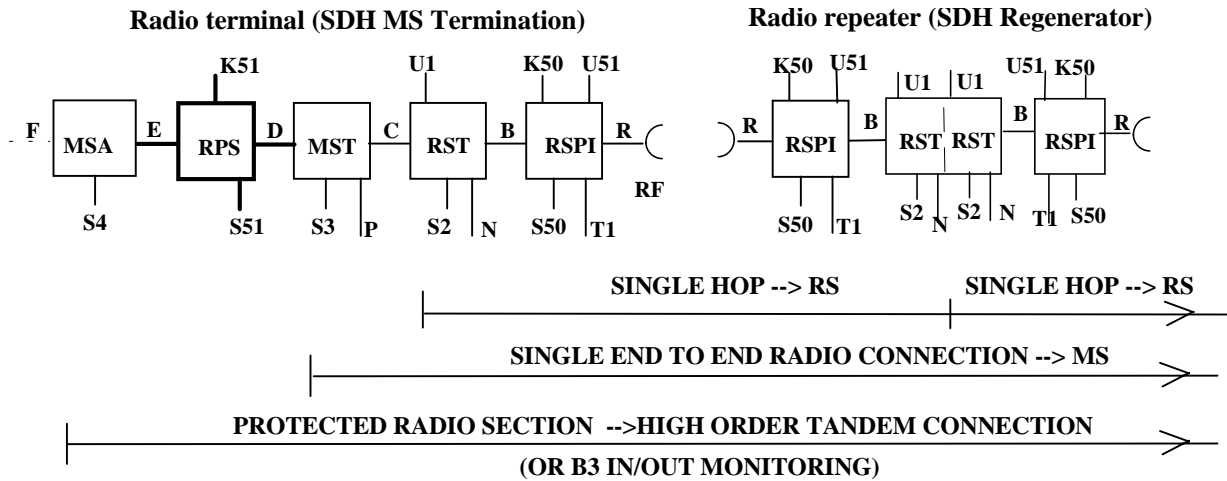 Radio terminal (SDH MS Termination) Radio repeater (SDH Regenerator)
K51 U1 K50 U51 K50 U51 U1 U1 U51 K50
F MSA E RPS D MST C RST B RSPI R R RSPI B RST RST B RSPI R
RF
S4 S51 S3 P S2 N S50 T1 S50 T1 S2 N S2 N T1 S50
SINGLE HOP --> RS SINGLE HOP --> RS
SINGLE END TO END RADIO CONNECTION --> MS
PROTECTED RADIO SECTION -->HIGH ORDER TANDEM CONNECTION
(OR B3 IN/OUT MONITORING)